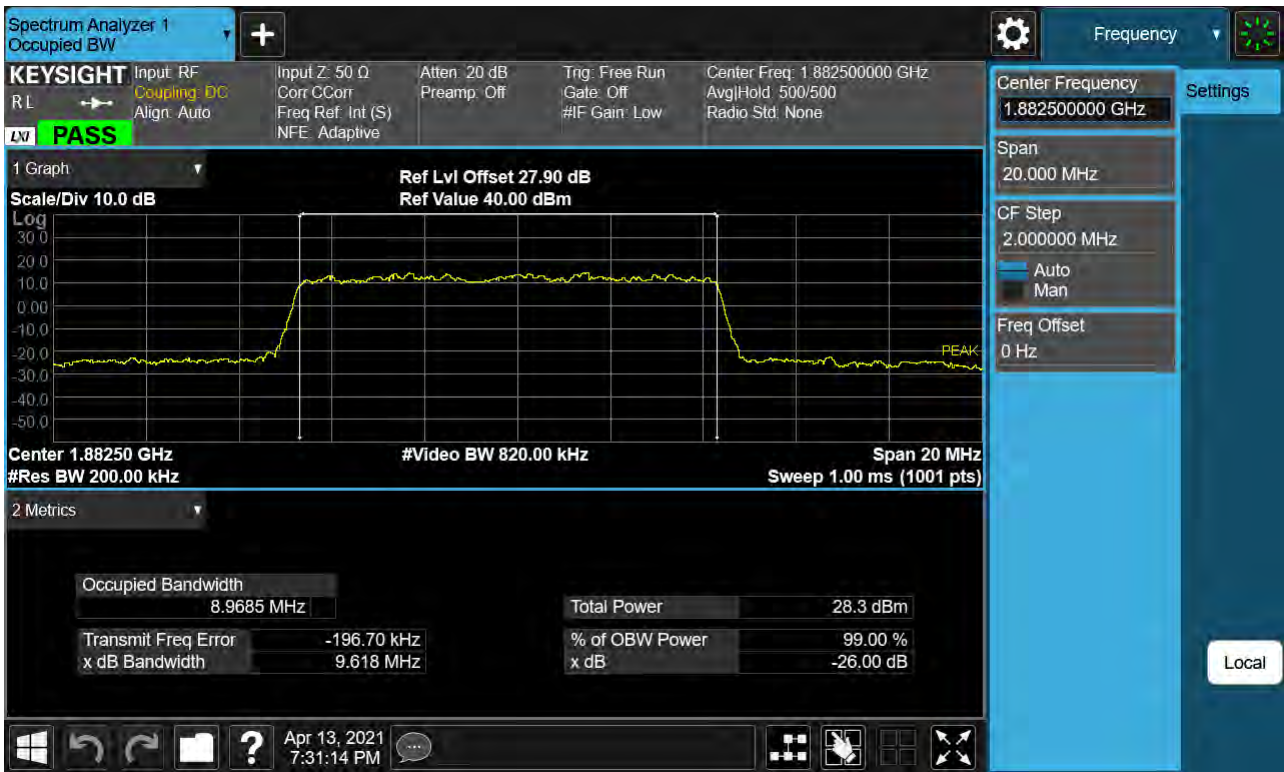 Spectrum Analyzer 1
Occupied BW
+
Frequency
KEYSIGHT
R L
LXI
PASS
Input: RF
Coupling: DC
Align: Auto
Input Z: 50 Ω
Corr CCorr
Freq Ref: Int (S)
NFE: Adaptive
Atten: 20 dB
Preamp: Off
Trig: Free Run
Gate: Off
#IF Gain: Low
Center Freq: 1.882500000 GHz
Avg|Hold: 500/500
Radio Std: None
1 Graph
Scale/Div 10.0 dB
Ref Lvl Offset 27.90 dB
Ref Value 40.00 dBm
Log
30.0
20.0
10.0
0.00
-10.0
-20.0
-30.0
-40.0
-50.0
PEAK
Center 1.88250 GHz
#Video BW 820.00 kHz
Span 20 MHz
#Res BW 200.00 kHz
Sweep 1.00 ms (1001 pts)
2 Metrics
Occupied Bandwidth
8.9685 MHz
Total Power 28.3 dBm
Transmit Freq Error -196.70 kHz
% of OBW Power 99.00 %
x dB Bandwidth 9.618 MHz
x dB -26.00 dB
Center Frequency
1.882500000 GHz
Settings
Span
20.000 MHz
CF Step
2.000000 MHz
Auto
Man
Freq Offset
0 Hz
Local
?
Apr 13, 2021
7:31:14 PM